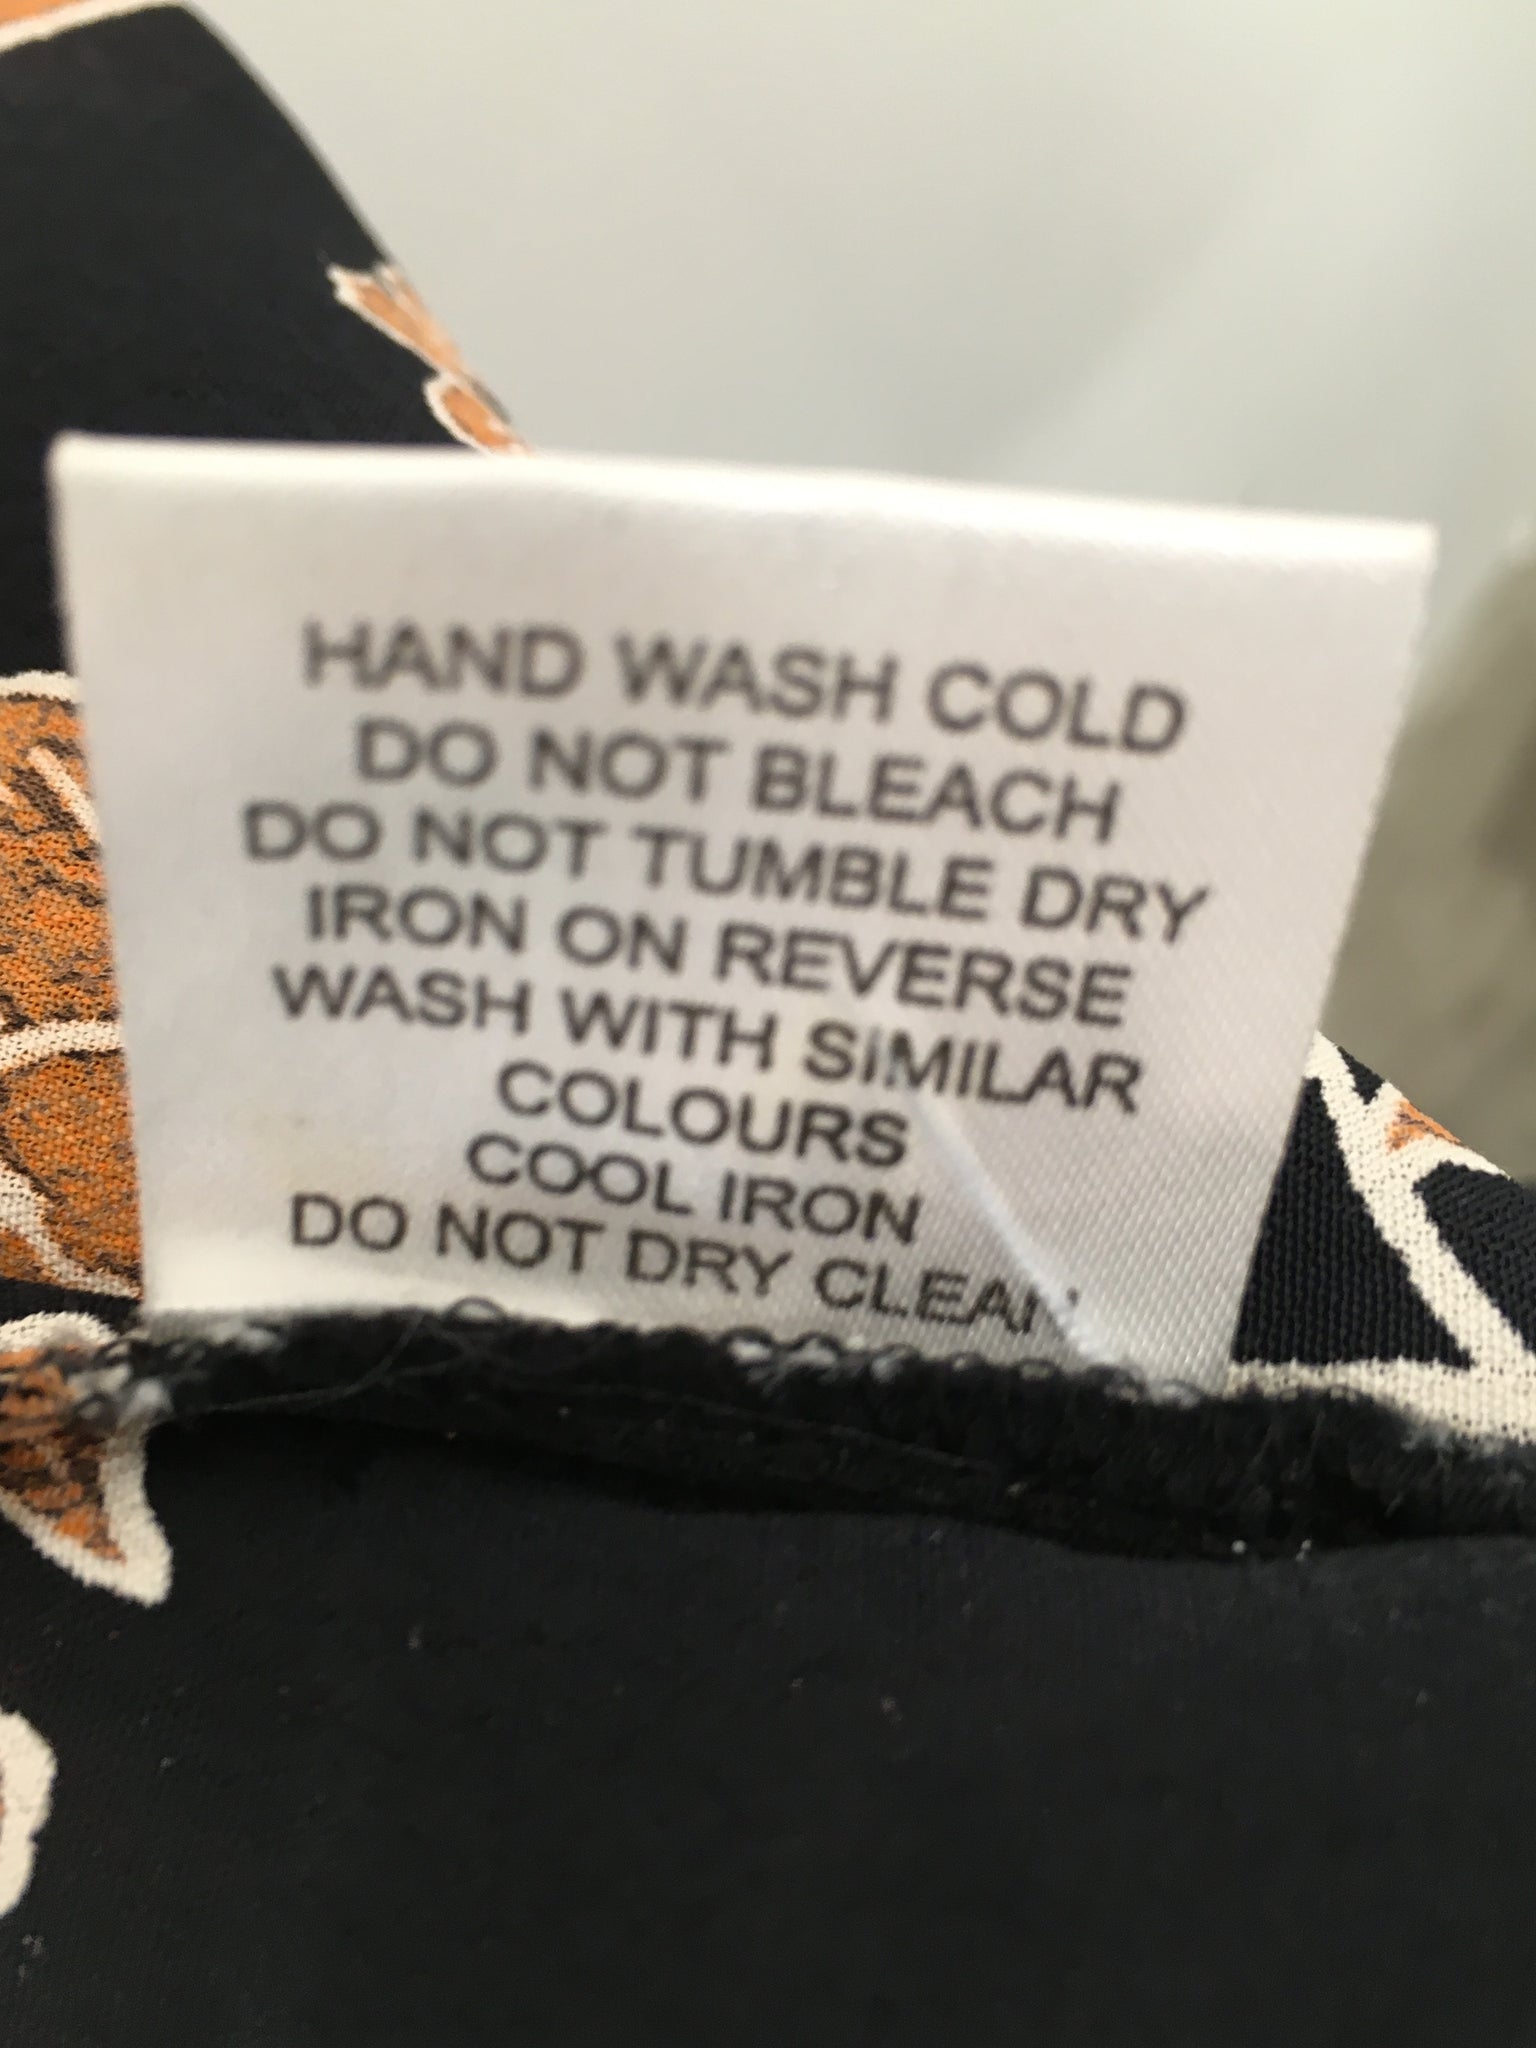 HAND WASH COLD
DO NOT BLEACH
DO NOT TUMBLE DRY
IRON ON REVERSE
WASH WITH SIMILAR
COLOURS
COOL IRON
DO NOT DRY CLEAN